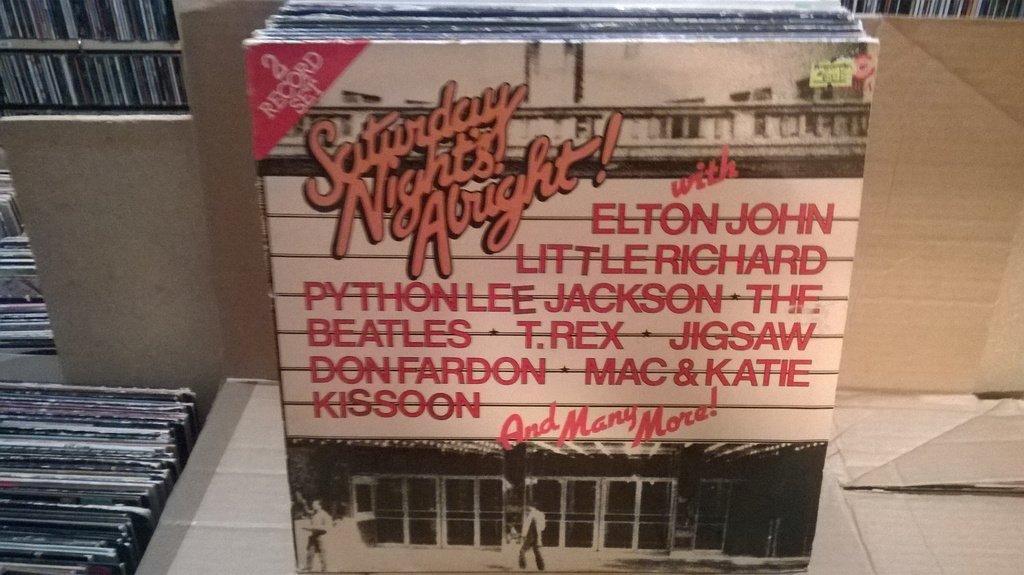 2
RECORD
SET
Saturday
Nights
Alright!
with
ELTON JOHN
LITTLE RICHARD
PYTHON LEE JACKSON ★ THE
BEATLES ★ T. REX ★ JIGSAW
DON FARDON ★ MAC & KATIE
KISSOON
And Many More!